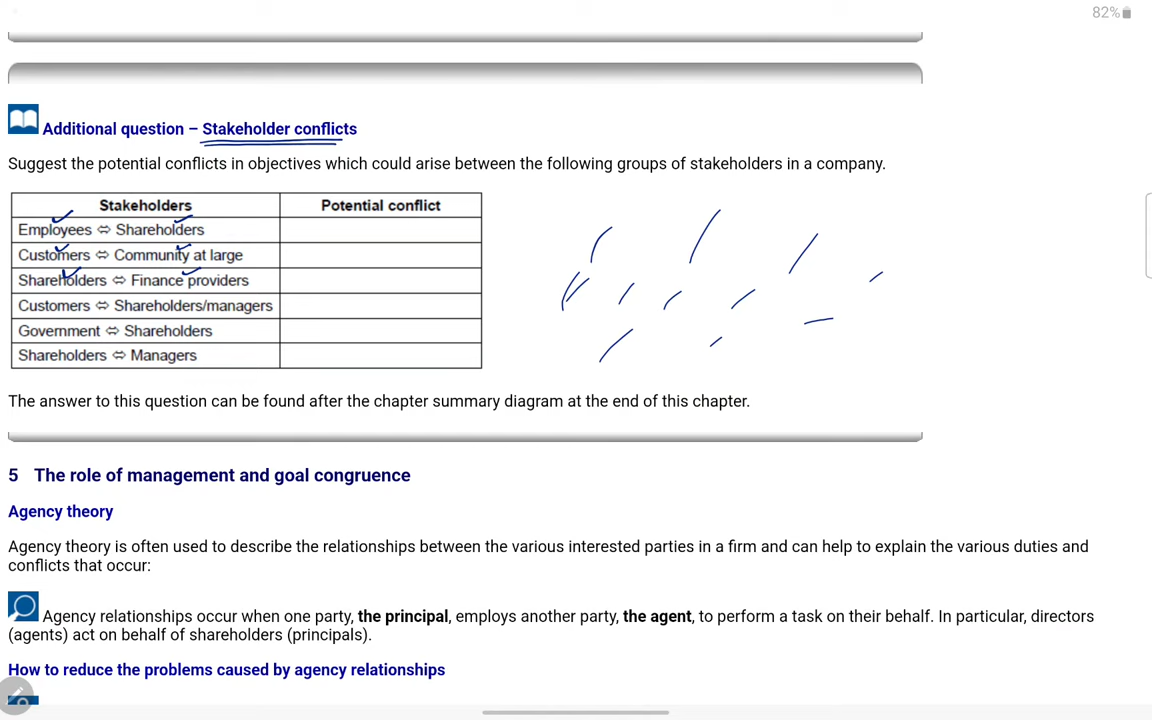 82%
Additional question – Stakeholder conflicts
Suggest the potential conflicts in objectives which could arise between the following groups of stakeholders in a company.
Stakeholders Potential conflict
Employees ⇔ Shareholders
Customers ⇔ Community at large
Shareholders ⇔ Finance providers
Customers ⇔ Shareholders/managers
Government ⇔ Shareholders
Shareholders ⇔ Managers
The answer to this question can be found after the chapter summary diagram at the end of this chapter.
5 The role of management and goal congruence
Agency theory
Agency theory is often used to describe the relationships between the various interested parties in a firm and can help to explain the various duties and
conflicts that occur:
Agency relationships occur when one party, the principal, employs another party, the agent, to perform a task on their behalf. In particular, directors
(agents) act on behalf of shareholders (principals).
How to reduce the problems caused by agency relationships